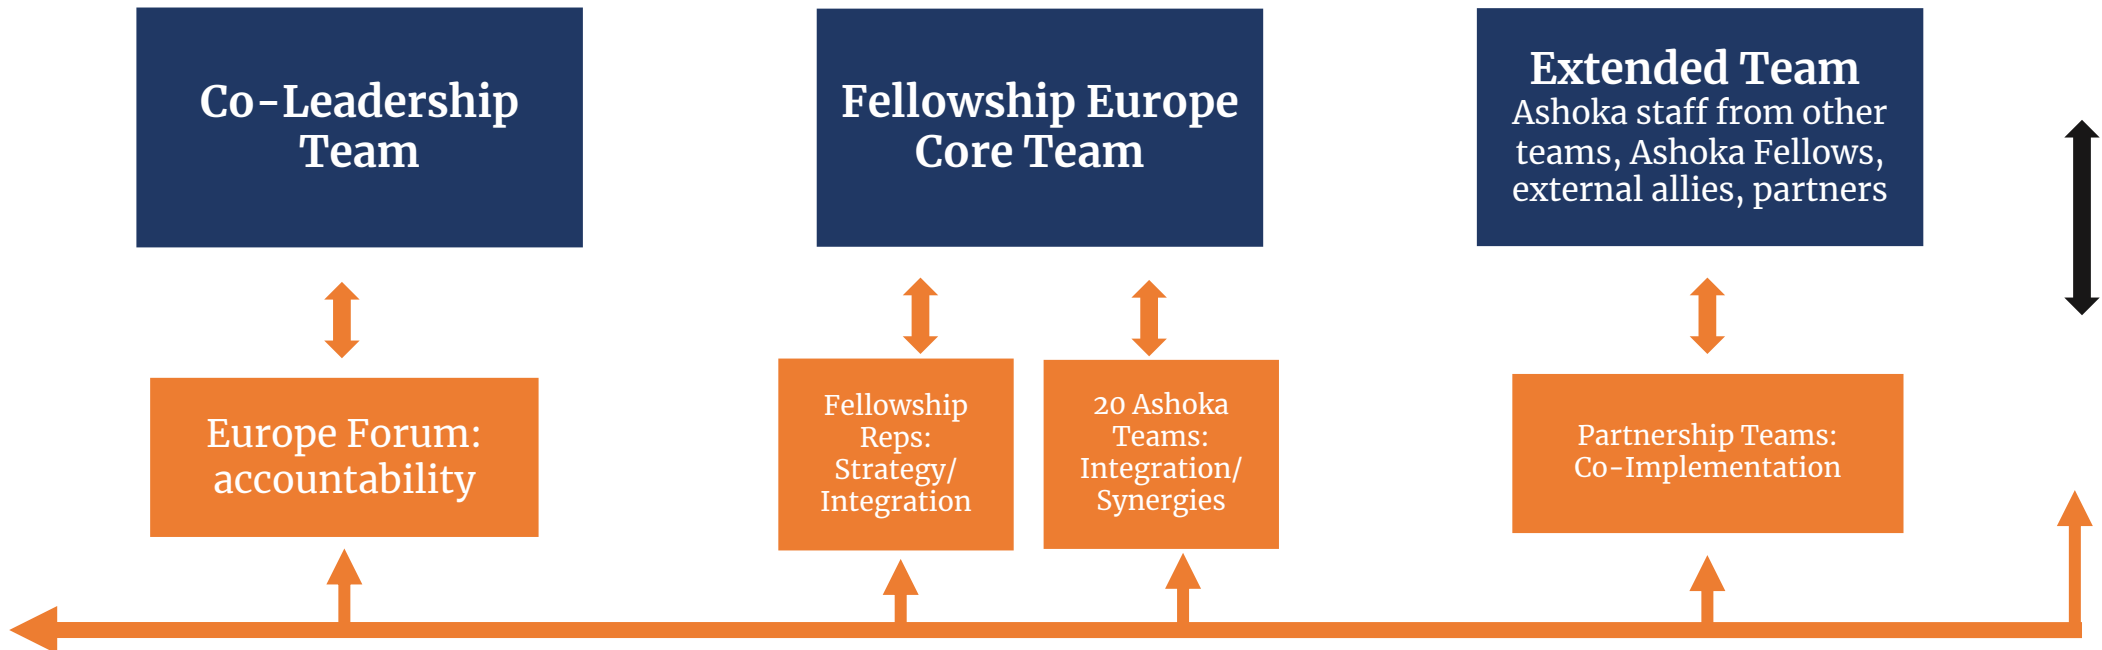 Co-Leadership
Team
Fellowship Europe
Core Team
Extended Team
Ashoka staff from other
teams, Ashoka Fellows,
external allies, partners
Europe Forum:
accountability
Fellowship
Reps:
Strategy/
Integration
20 Ashoka
Teams:
Integration/
Synergies
Partnership Teams:
Co-Implementation